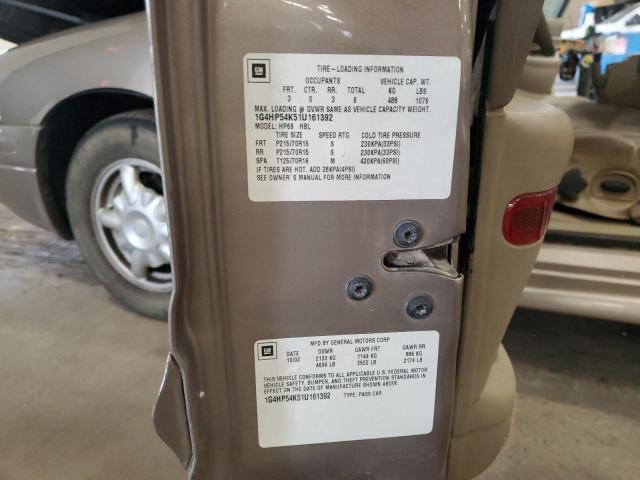 GM
TIRE-LOADING INFORMATION
OCCUPANTS VEHICLE CAP. WT.
FRT. CTR. RR. TOTAL KG LBS
3 0 3 6 488 1076
MAX. LOADING @ GVWR SAME AS VEHICLE CAPACITY WEIGHT.
1G4HP54K51U161392
MODEL: HP69 HBL
TIRE SIZE SPEED RTG COLD TIRE PRESSURE
FRT P215/70R15 S 230KPA(33PSI)
RR P215/70R15 S 230KPA(33PSI)
SPA T125/70R16 M 420KPA(60PSI)
IF TIRES ARE HOT, ADD 28KPA(4PSI)
SEE OWNER'S MANUAL FOR MORE INFORMATION
GM
MFD BY GENERAL MOTORS CORP
DATE GVWR GAWR FRT GAWR RR
10/00 2130 KG 1144 KG 986 KG
4696 LB 2522 LB 2174 LB
THIS VEHICLE CONFORMS TO ALL APPLICABLE U.S. FEDERAL MOTOR
VEHICLE SAFETY, BUMPER, AND THEFT PREVENTION STANDARDS IN
EFFECT ON THE DATE OF MANUFACTURE SHOWN ABOVE.
1G4HP54K51U161392 TYPE: PASS CAR